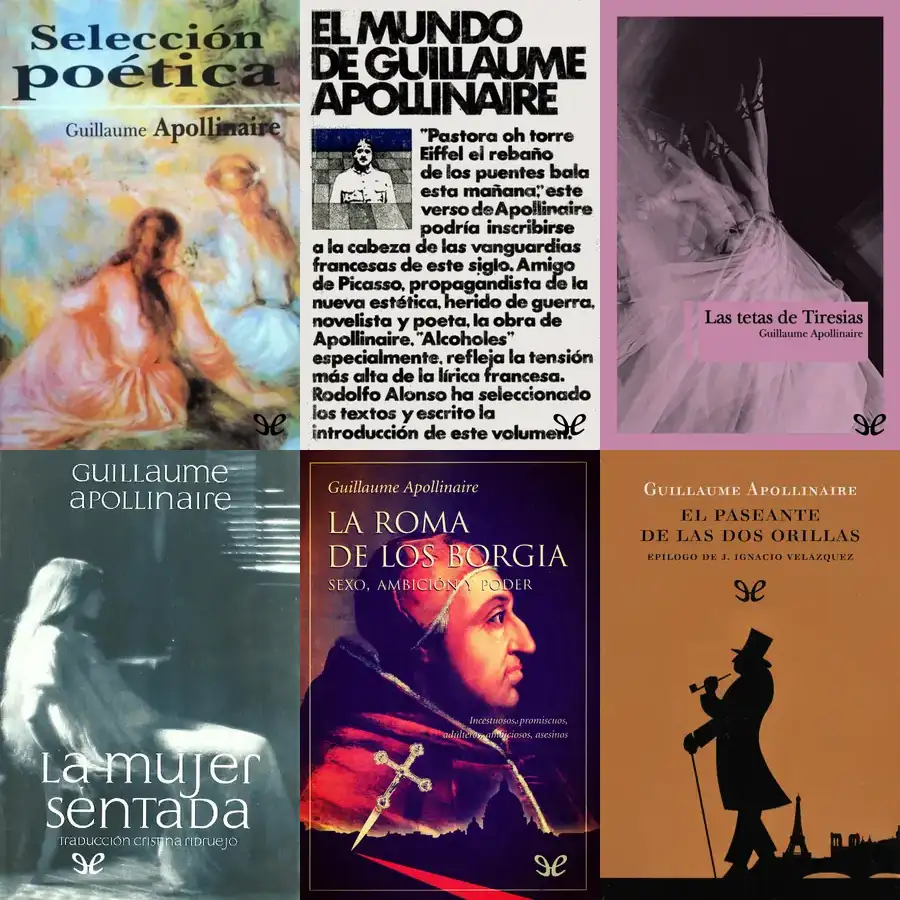 Selección
poética
Guillaume Apollinaire
EL MUNDO
DE GUILLAUME
APOLLINAIRE
"Pastora oh torre
Eiffel el rebaño
de los puentes bala
esta mañana", este
verso de Apollinaire
podría inscribirse
a la cabeza de las vanguardias
francesas de este siglo. Amigo
de Picasso, propagandista de la
nueva estética, herido de guerra,
novelista y poeta, la obra de
Apollinaire, "Alcoholes"
especialmente, refleja la tensión
más alta de la lírica francesa.
Rodolfo Alonso ha seleccionado
los textos y escrito la
introducción de este volumen.
Las tetas de Tiresias
Guillaume Apollinaire
GUILLAUME
APOLLINAIRE
La mujer
sentada
TRADUCCIÓN CRISTINA RIDRUEJO
Guillaume Apollinaire
LA ROMA
DE LOS BORGIA
SEXO, AMBICIÓN Y PODER
Incestuosos, promiscuos,
adúlteros, ambiciosos, asesinos
GUILLAUME APOLLINAIRE
EL PASEANTE
DE LAS DOS ORILLAS
EPÍLOGO DE J. IGNACIO VELÁZQUEZ